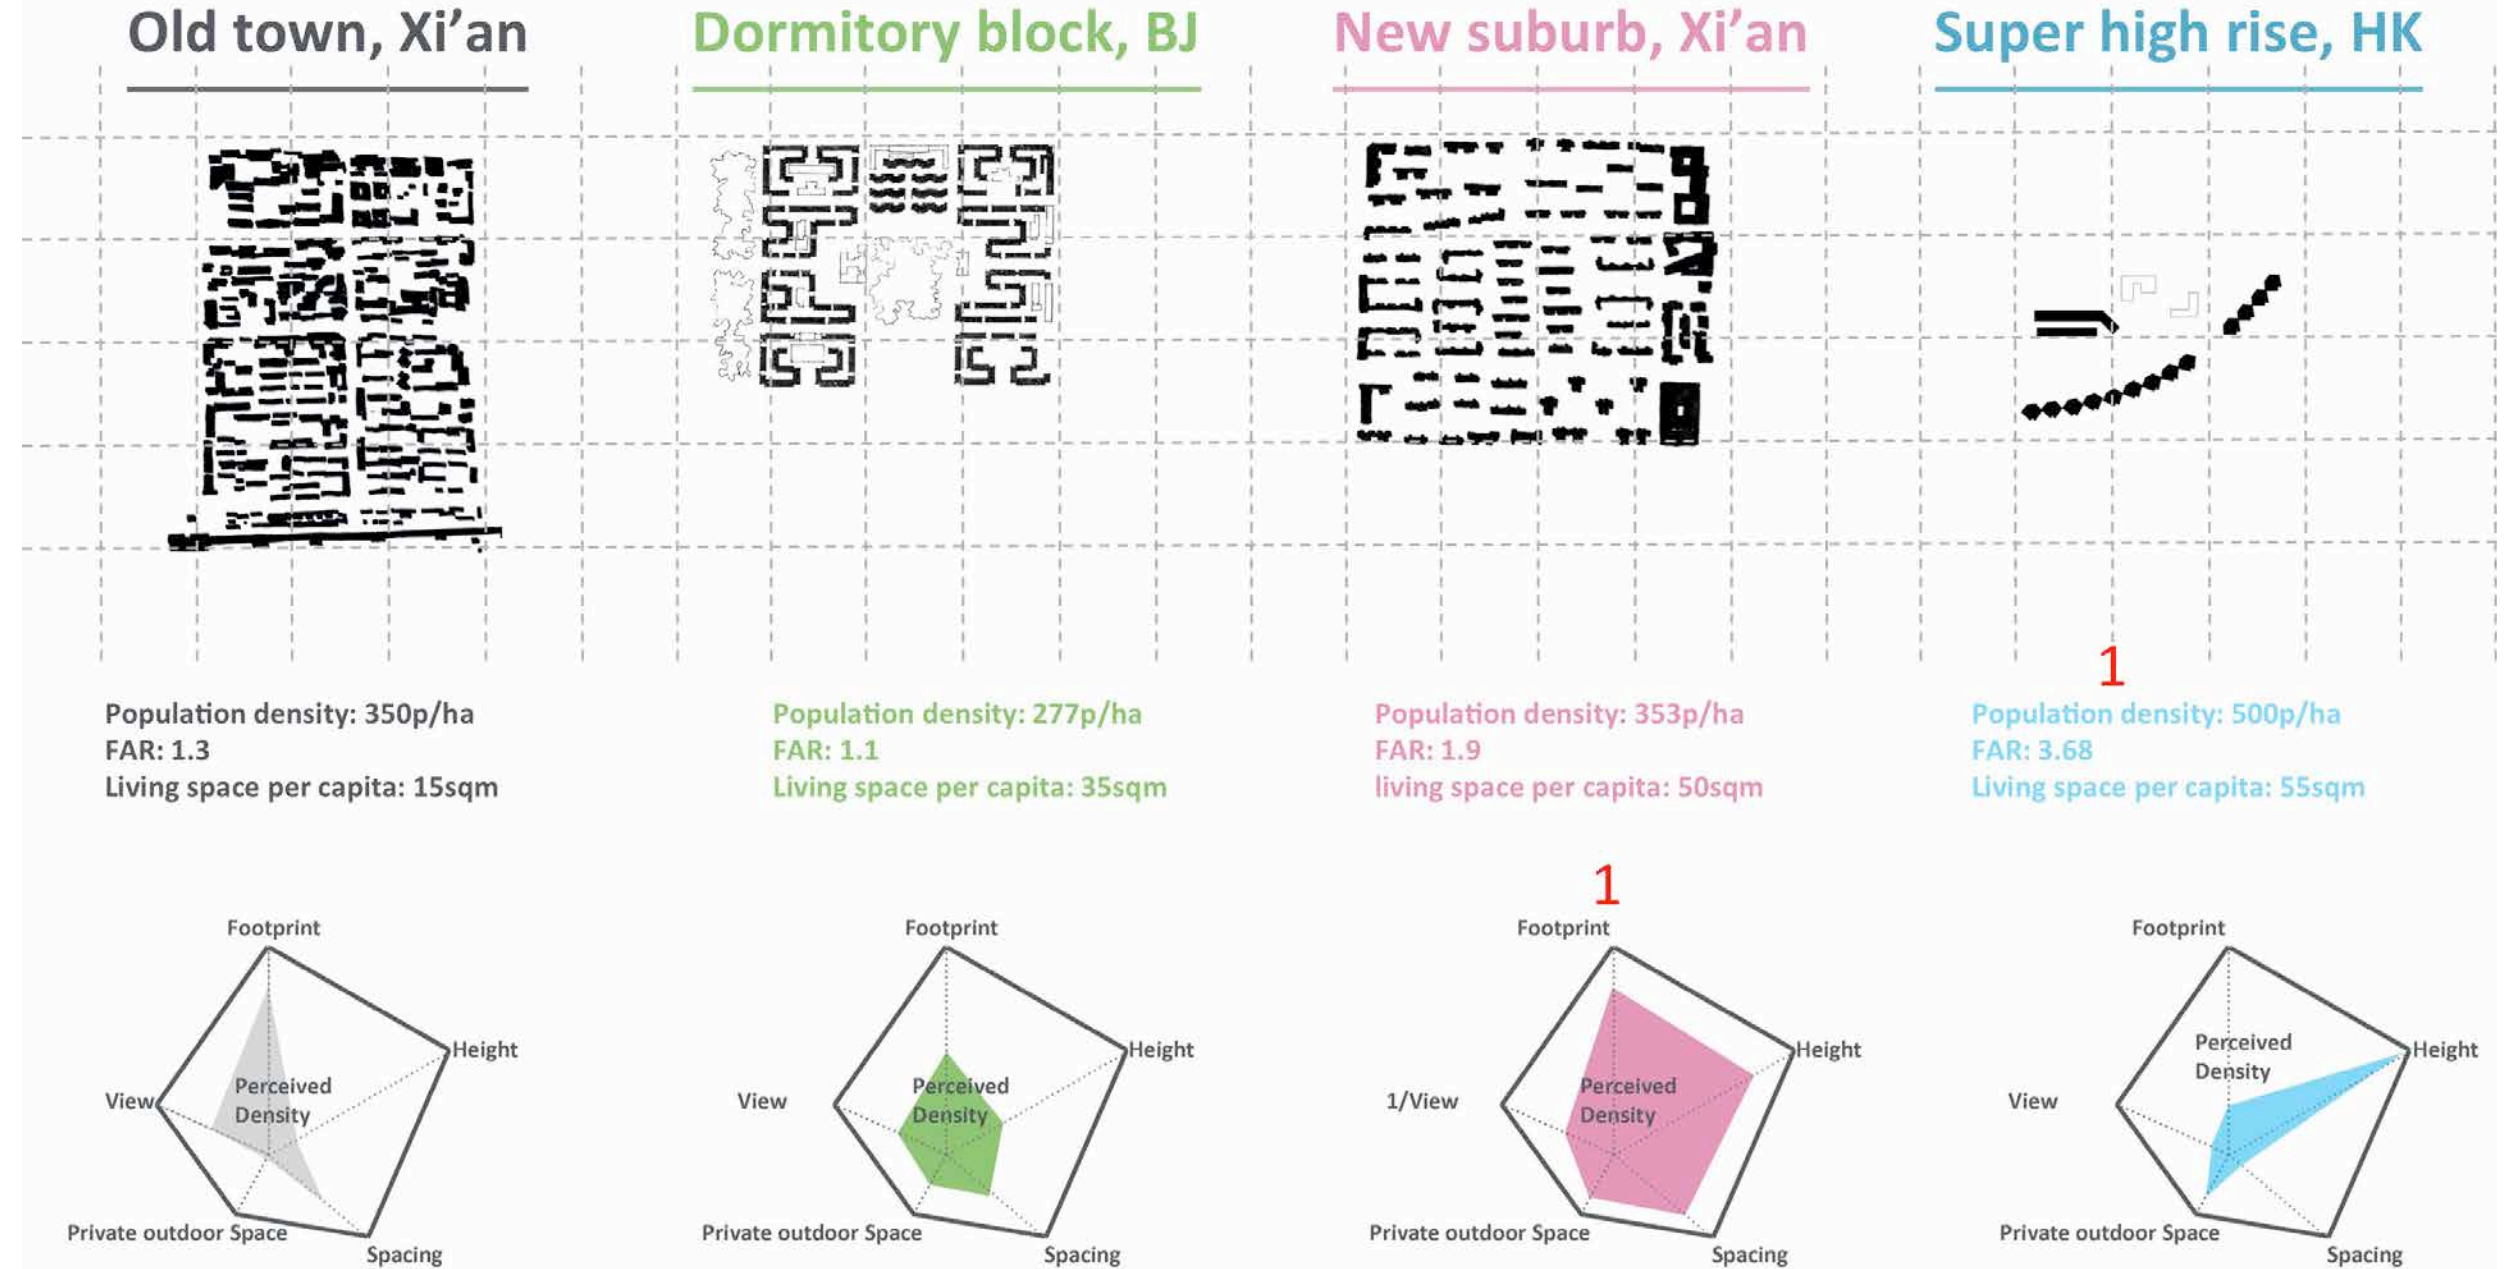 Old town, Xi’an
Dormitory block, BJ
New suburb, Xi’an
Super high rise, HK
1
Population density: 350p/ha
FAR: 1.3
Living space per capita: 15sqm
Population density: 277p/ha
FAR: 1.1
Living space per capita: 35sqm
Population density: 353p/ha
FAR: 1.9
living space per capita: 50sqm
Population density: 500p/ha
FAR: 3.68
Living space per capita: 55sqm
1
Footprint
Height
View
Perceived
Density
Private outdoor Space
Spacing
Footprint
Height
View
Perceived
Density
Private outdoor Space
Spacing
Footprint
Height
1/View
Perceived
Density
Private outdoor Space
Spacing
Footprint
Perceived
Density
Height
View
Private outdoor Space
Spacing